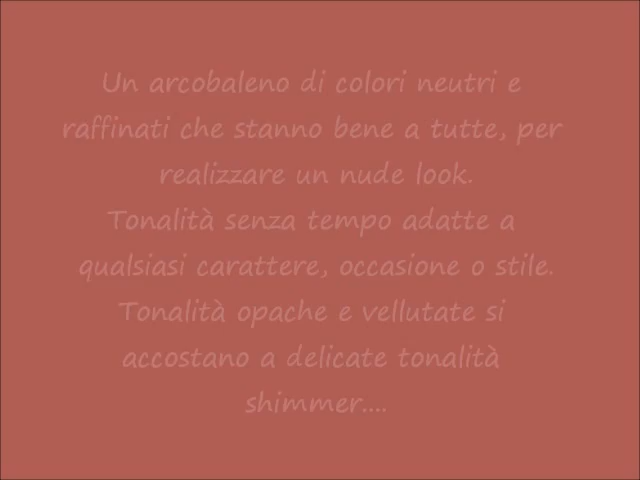 Un arcobaleno di colori neutri e
raffinati che stanno bene a tutte, per
realizzare un nude look.
Tonalità senza tempo adatte a
qualsiasi carattere, occasione o stile.
Tonalità opache e vellutate si
accostano a delicate tonalità
shimmer....